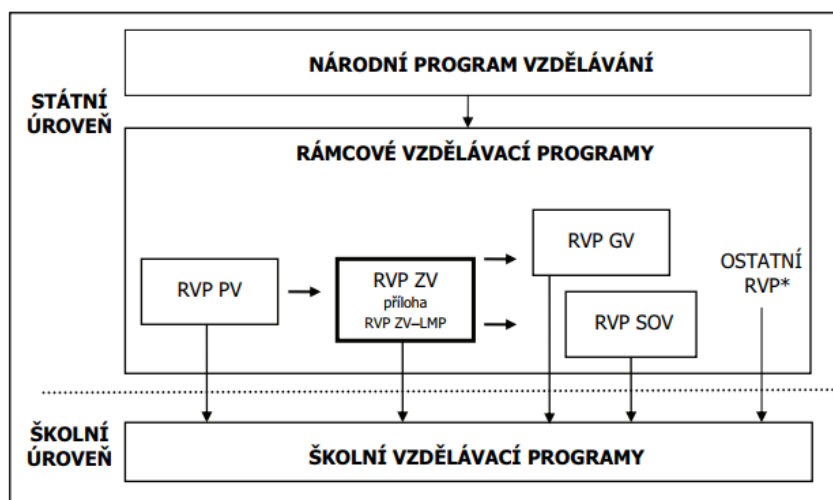 NÁRODNÍ PROGRAM VZDĚLÁVÁNÍ
STÁTNÍ
ÚROVEŇ
RÁMCOVÉ VZDĚLÁVACÍ PROGRAMY
RVP PV
RVP ZV
příloha
RVP ZV–LMP
RVP GV
RVP SOV
OSTATNÍ
RVP*
ŠKOLNÍ
ÚROVEŇ
ŠKOLNÍ VZDĚLÁVACÍ PROGRAMY